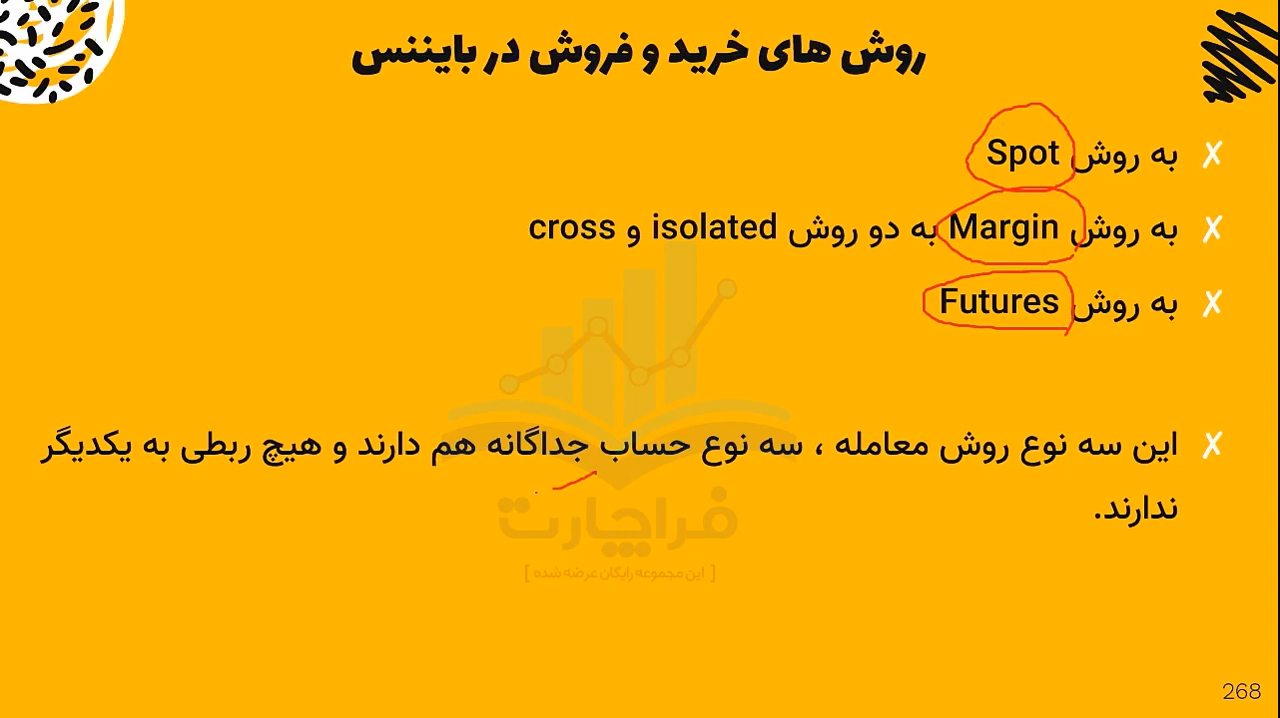 روش های خرید و فروش در بایننس
به روش Spot
به روش Margin به دو روش isolated و cross
به روش Futures
این سه نوع روش معامله ، سه نوع حساب جداگانه هم دارند و هیچ ربطی به یکدیگر
ندارند.
فراچارت
[ این مجموعه رایگان عرضه شده ]
268